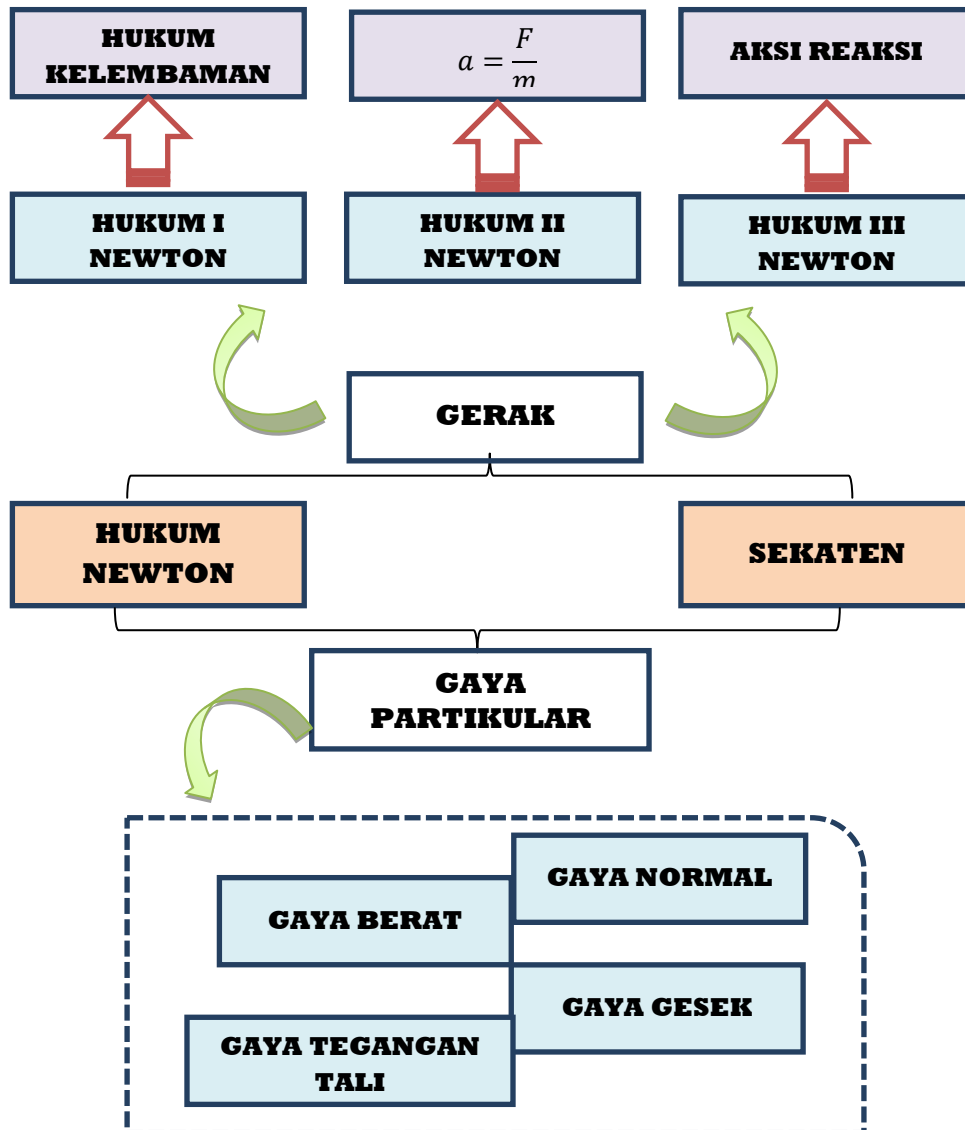 HUKUM
KELEMBAMAN
a = F/m
AKSI REAKSI
HUKUM I
NEWTON
HUKUM II
NEWTON
HUKUM III
NEWTON
GERAK
HUKUM
NEWTON
SEKATEN
GAYA
PARTIKULAR
GAYA NORMAL
GAYA BERAT
GAYA GESEK
GAYA TEGANGAN
TALI